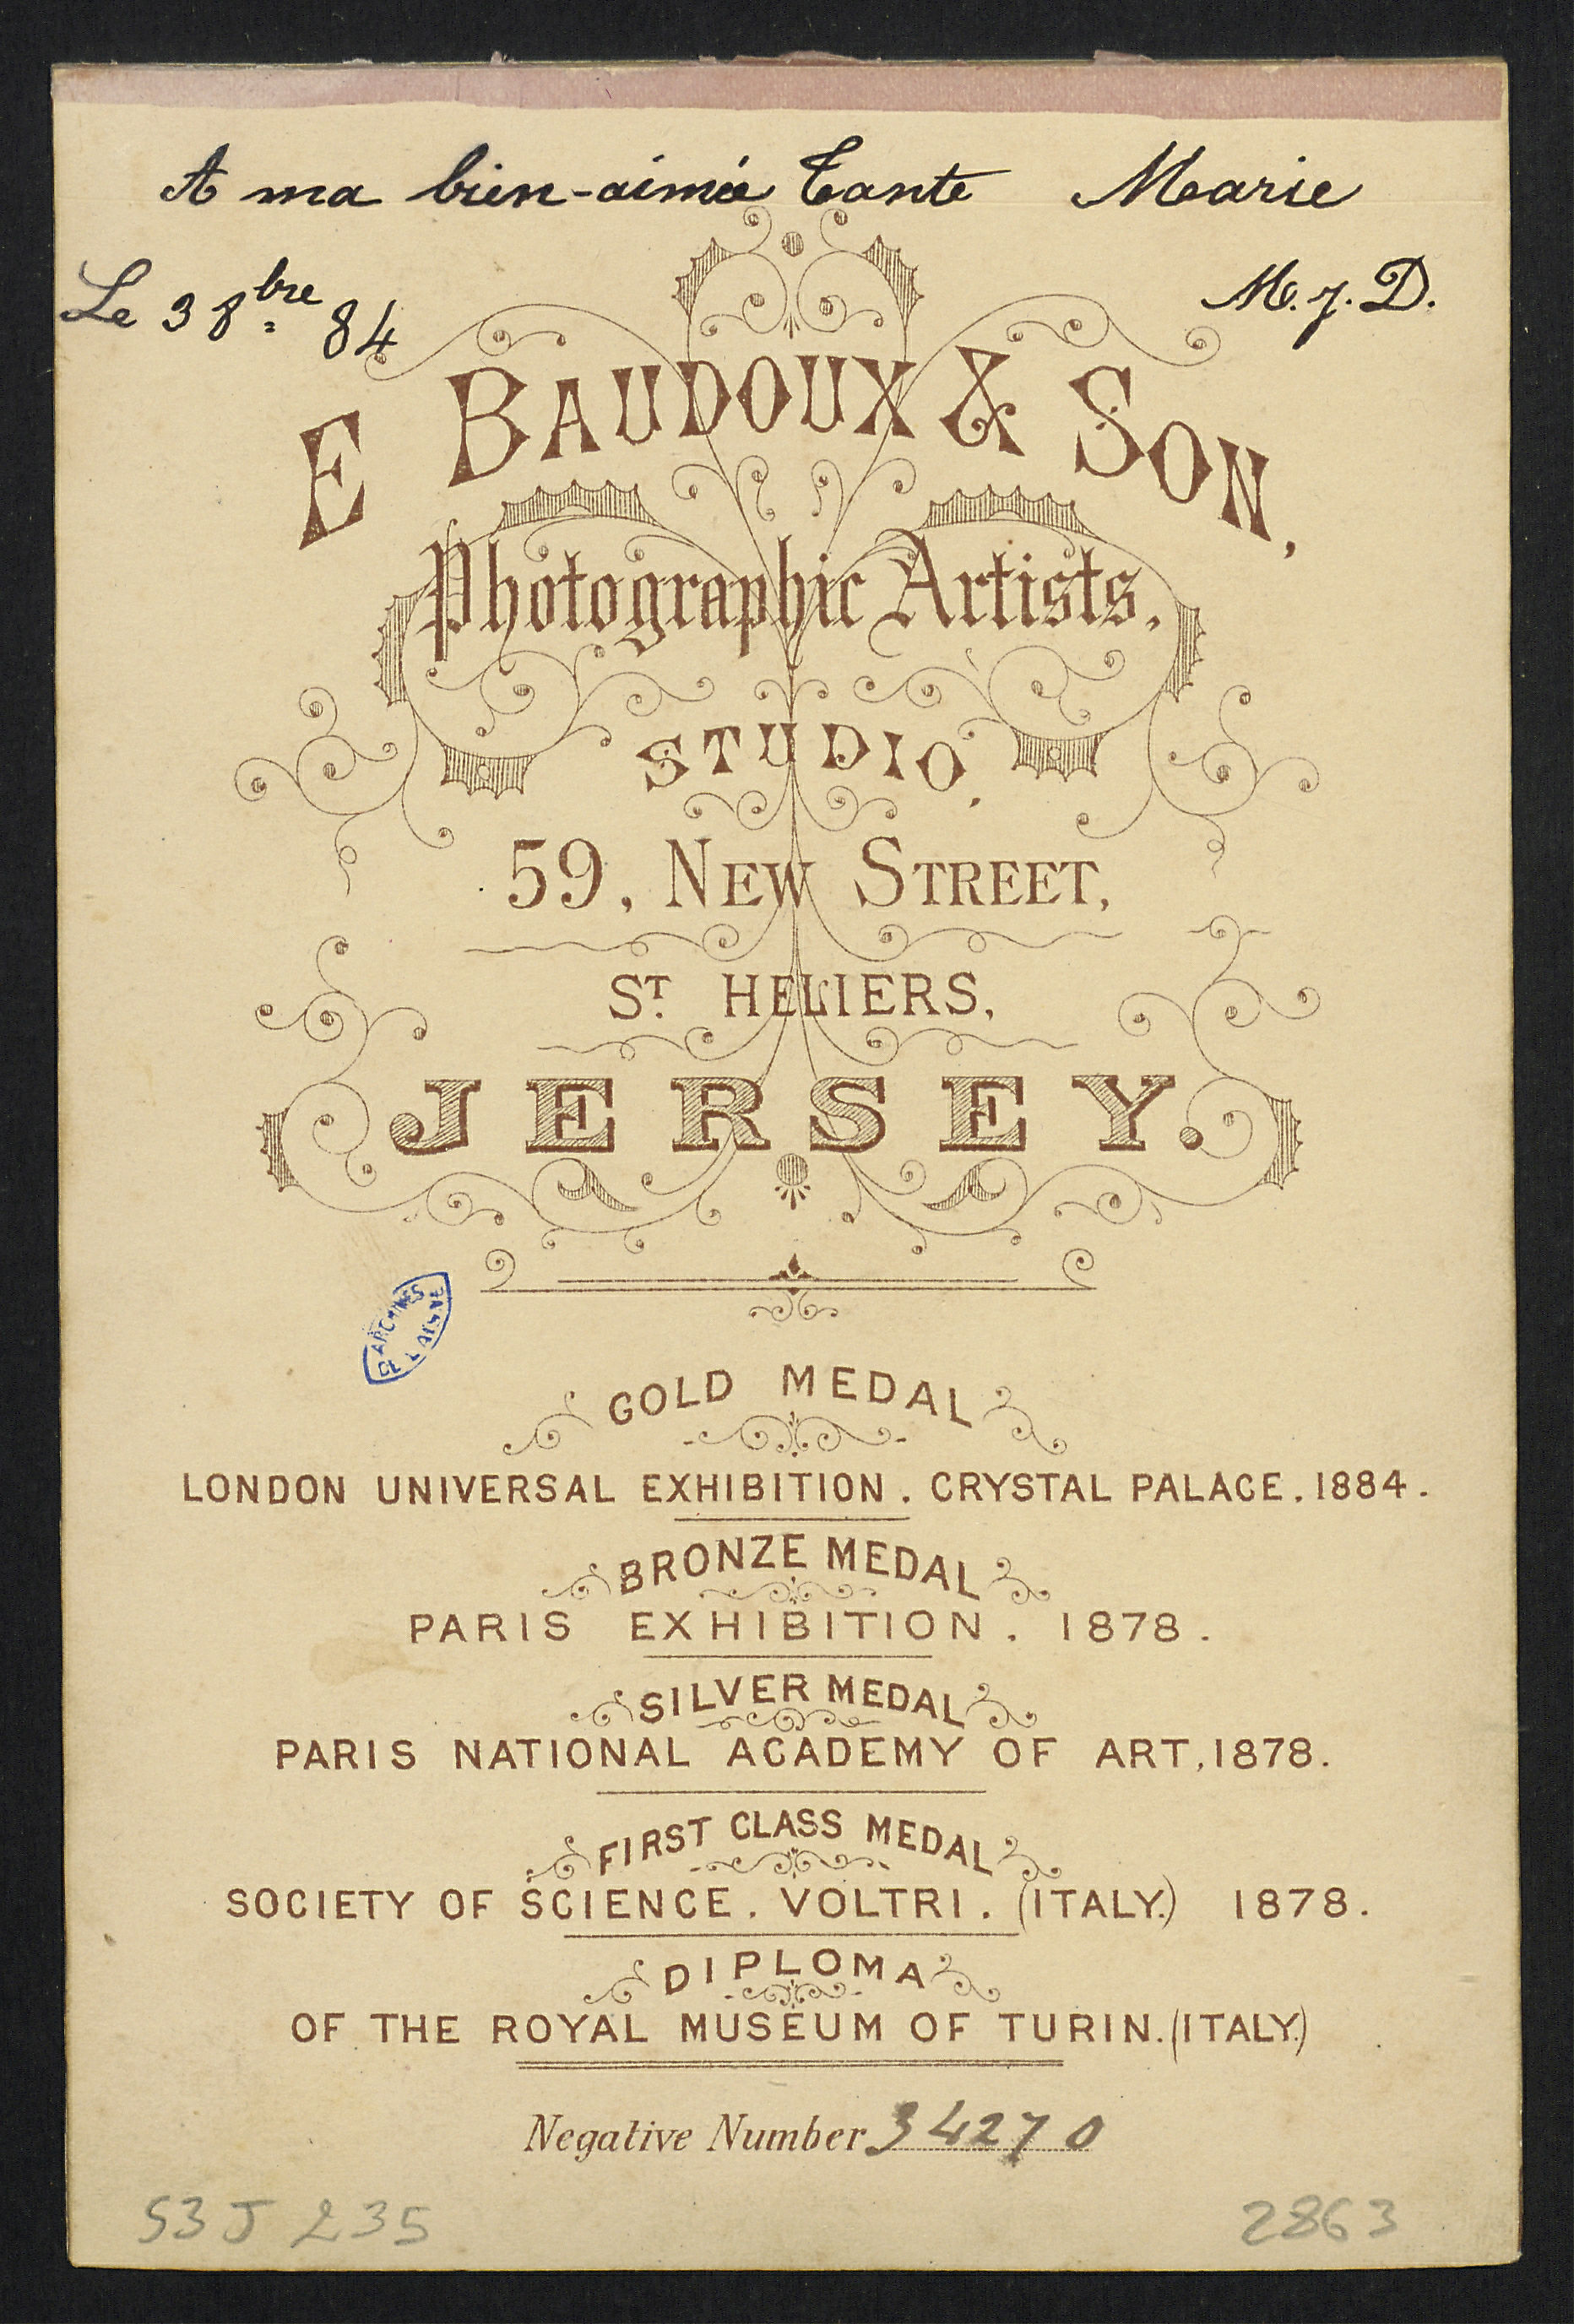 A ma bien-aimée Tante Marie
Le 3 8bre 84
M. J. D.
E BAUDOUX & SON,
Photographic Artists,
STUDIO,
59, NEW STREET,
ST. HELIERS,
JERSEY.
ARCHIVES
DE L'AISNE
GOLD MEDAL
LONDON UNIVERSAL EXHIBITION. CRYSTAL PALACE. 1884.
BRONZE MEDAL
PARIS EXHIBITION. 1878.
SILVER MEDAL
PARIS NATIONAL ACADEMY OF ART, 1878.
FIRST CLASS MEDAL
SOCIETY OF SCIENCE. VOLTRI. (ITALY.) 1878.
DIPLOMA
OF THE ROYAL MUSEUM OF TURIN. (ITALY.)
Negative Number 34270
53 J 235
2863